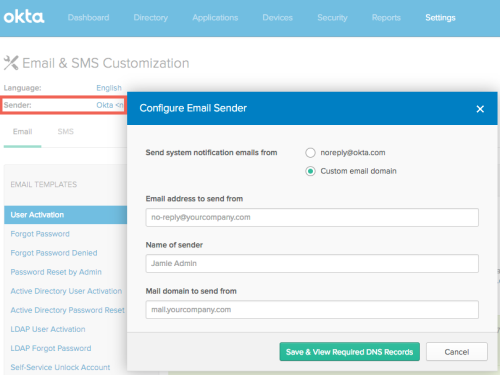 okta Dashboard Directory Applications Devices Security Reports Settings
Email & SMS Customization
Language: English
Sender: Okta <n
Email SMS
EMAIL TEMPLATES
User Activation
Forgot Password
Forgot Password Denied
Password Reset by Admin
Active Directory User Activation
Active Directory Password Reset
LDAP User Activation
LDAP Forgot Password
Self-Service Unlock Account
Configure Email Sender
Send system notification emails from
noreply@okta.com
Custom email domain
Email address to send from
no-reply@yourcompany.com
Name of sender
Jamie Admin
Mail domain to send from
mail.yourcompany.com
Save & View Required DNS Records Cancel